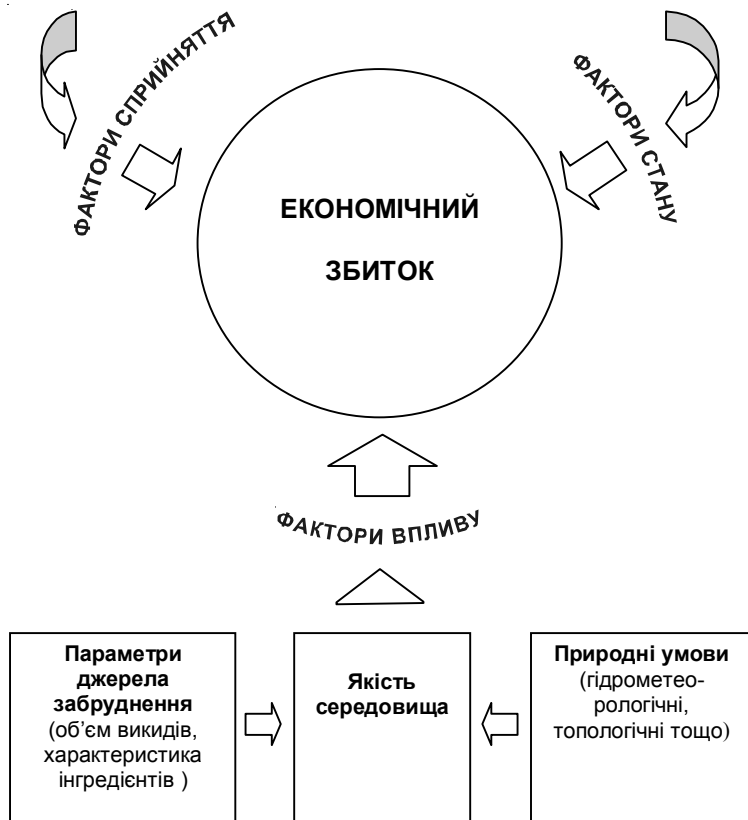 ФАКТОРИ СПРИЙНЯТТЯ
ФАКТОРИ СТАНУ
ЕКОНОМІЧНИЙ
ЗБИТОК
ФАКТОРИ ВПЛИВУ
Параметри
джерела
забруднення
(об’єм викидів,
характеристика
інгредієнтів )
Якість
середовища
Природні умови
(гідрометео-
рологічні,
топологічні тощо)